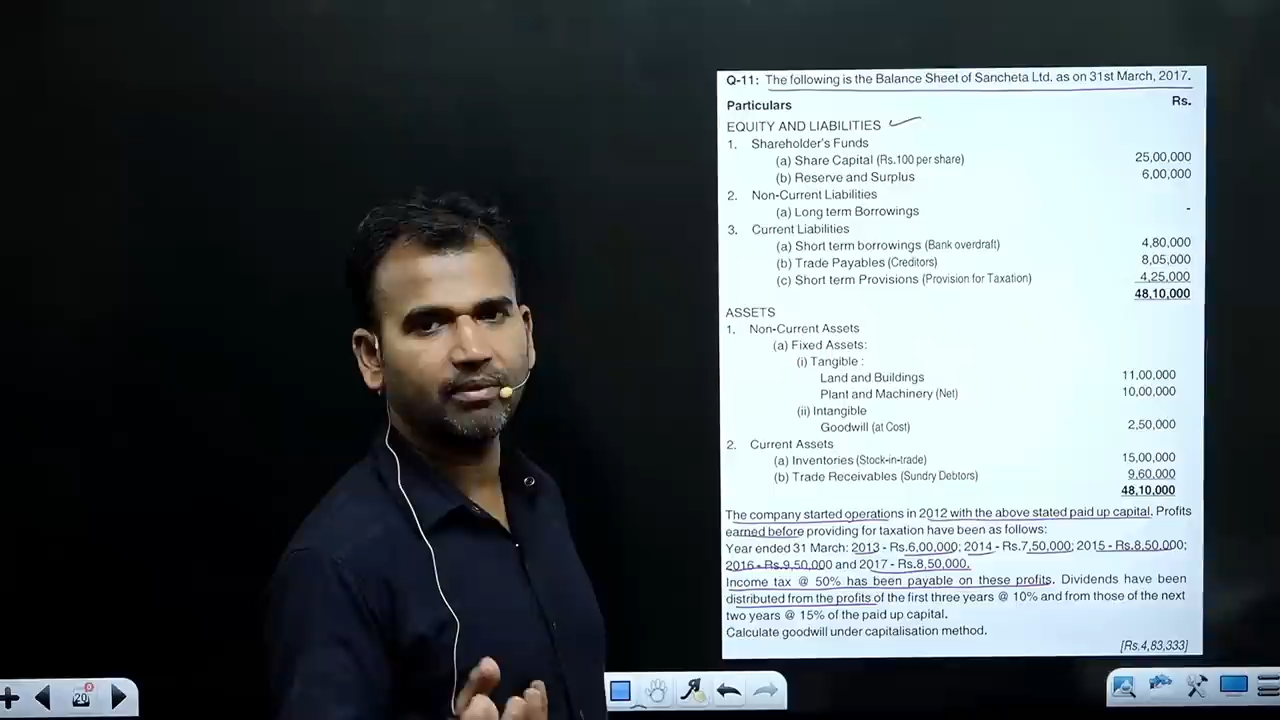 Q-11: The following is the Balance Sheet of Sancheta Ltd. as on 31st March, 2017.
Particulars Rs.
EQUITY AND LIABILITIES
1. Shareholder's Funds
(a) Share Capital (Rs.100 per share) 25,00,000
(b) Reserve and Surplus 6,00,000
2. Non-Current Liabilities
(a) Long term Borrowings -
3. Current Liabilities
(a) Short term borrowings (Bank overdraft) 4,80,000
(b) Trade Payables (Creditors) 8,05,000
(c) Short term Provisions (Provision for Taxation) 4,25,000
48,10,000
ASSETS
1. Non-Current Assets
(a) Fixed Assets:
(i) Tangible :
Land and Buildings 11,00,000
Plant and Machinery (Net) 10,00,000
(ii) Intangible
Goodwill (at Cost) 2,50,000
2. Current Assets
(a) Inventories (Stock-in-trade) 15,00,000
(b) Trade Receivables (Sundry Debtors) 9,60,000
48,10,000
The company started operations in 2012 with the above stated paid up capital. Profits
earned before providing for taxation have been as follows:
Year ended 31 March: 2013 - Rs.6,00,000; 2014 - Rs.7,50,000; 2015 - Rs.8,50,000;
2016 - Rs.9,50,000 and 2017 - Rs.8,50,000.
Income tax @ 50% has been payable on these profits. Dividends have been
distributed from the profits of the first three years @ 10% and from those of the next
two years @ 15% of the paid up capital.
Calculate goodwill under capitalisation method.
[Rs.4,83,333]
20